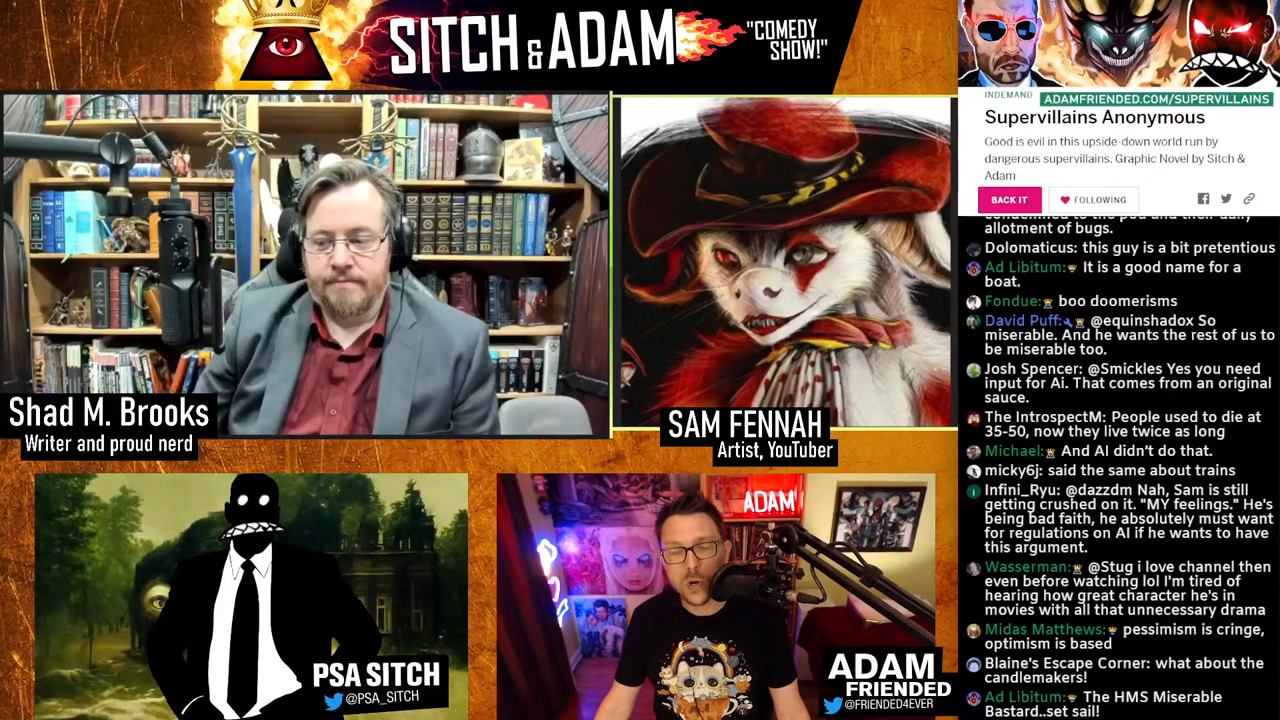 SITCH & ADAM
"COMEDY
SHOW!"
INDEMAND
ADAMFRIENDED.COM/SUPERVILLAINS
Supervillains Anonymous
Good is evil in this upside-down world run by
dangerous supervillains. Graphic Novel by Sitch &
Adam
BACK IT
FOLLOWING
condemned to the pod and their daily
allotment of bugs.
Dolomaticus: this guy is a bit pretentious
Ad Libitum: It is a good name for a
boat.
Fondue: boo doomerisms
David Puff: @equinshadox So
miserable. And he wants the rest of us to
be miserable too.
Josh Spencer: @Smickles Yes you need
input for Ai. That comes from an original
sauce.
The IntrospectM: People used to die at
35-50, now they live twice as long
Michael: And AI didn't do that.
micky6j: said the same about trains
Infini_Ryu: @dazzdm Nah, Sam is still
getting crushed on it. "MY feelings." He's
being bad faith, he absolutely must want
for regulations on AI if he wants to have
this argument.
Wasserman: @Stug i love channel then
even before watching lol I'm tired of
hearing how great character he's in
movies with all that unnecessary drama
Midas Matthews: pessimism is cringe,
optimism is based
Blaine's Escape Corner: what about the
candlemakers!
Ad Libitum: The HMS Miserable
Bastard..set sail!
Shad M. Brooks
Writer and proud nerd
SAM FENNAH
Artist, YouTuber
PSA SITCH
@PSA_SITCH
ADAM
ADAM
FRIENDED
@FRIENDED4EVER